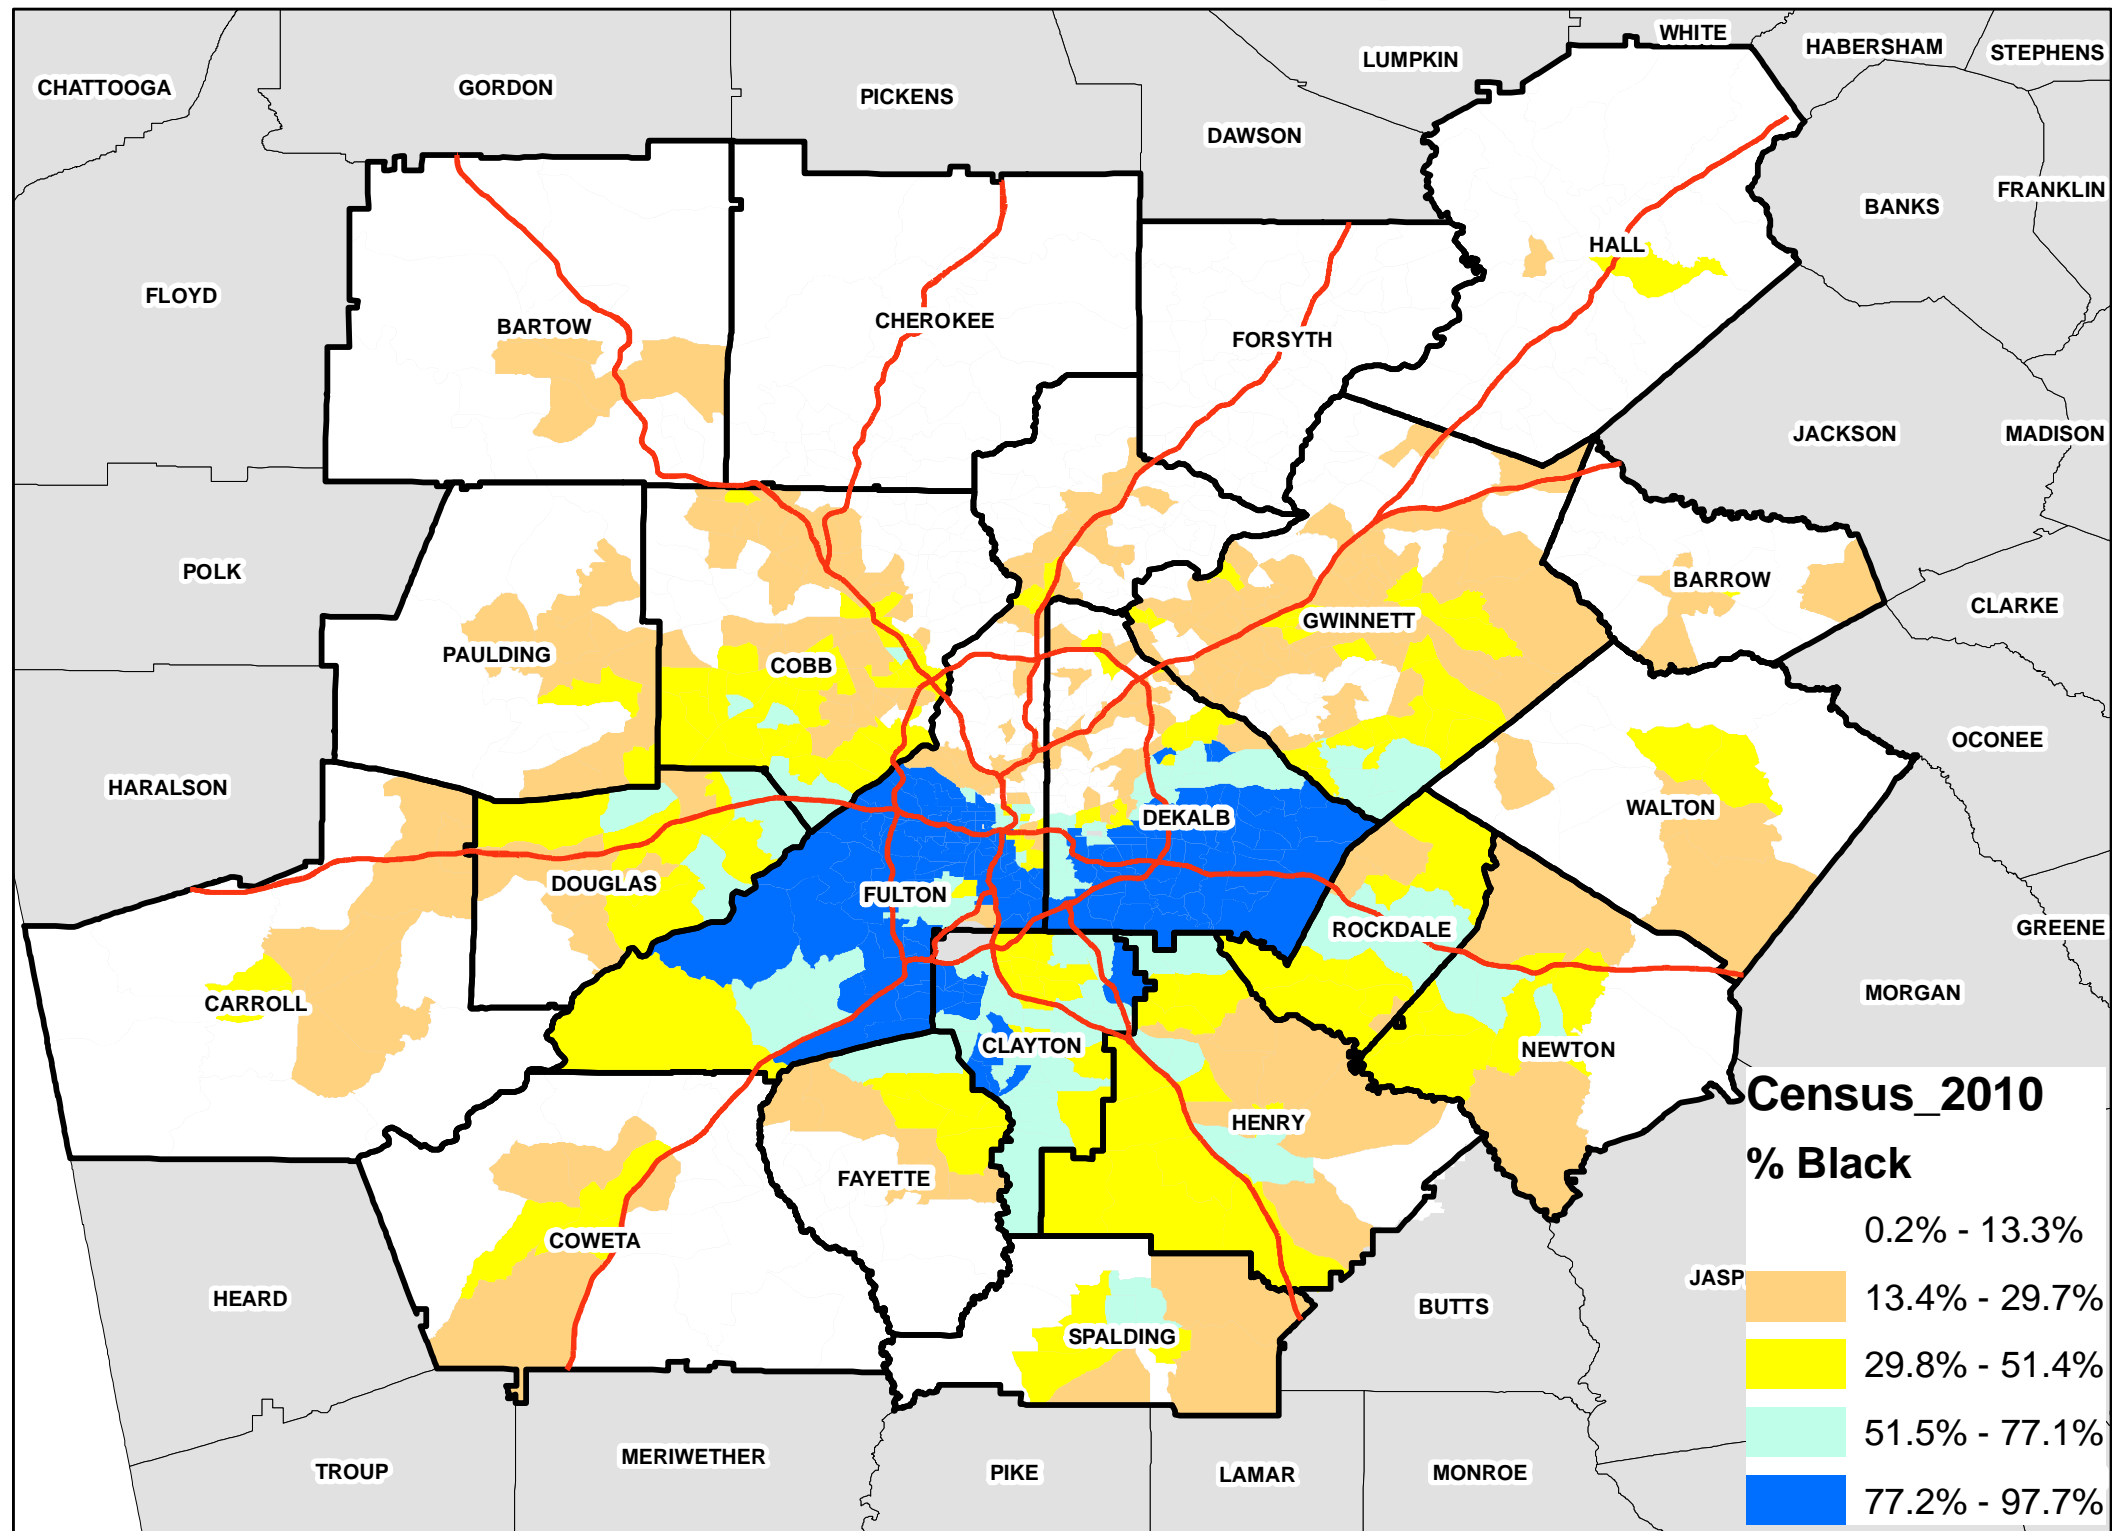 WHITE
HABERSHAM
STEPHENS
LUMPKIN
CHATTOOGA
GORDON
PICKENS
DAWSON
FRANKLIN
BANKS
HALL
FLOYD
BARTOW
CHEROKEE
FORSYTH
JACKSON
MADISON
POLK
BARROW
CLARKE
GWINNETT
PAULDING
COBB
OCONEE
HARALSON
WALTON
DEKALB
DOUGLAS
FULTON
ROCKDALE
GREENE
CARROLL
MORGAN
CLAYTON
NEWTON
Census_2010
HENRY
% Black
FAYETTE
0.2% - 13.3%
COWETA
JASP
HEARD
BUTTS
13.4% - 29.7%
SPALDING
29.8% - 51.4%
51.5% - 77.1%
MERIWETHER
TROUP
PIKE
LAMAR
MONROE
77.2% - 97.7%